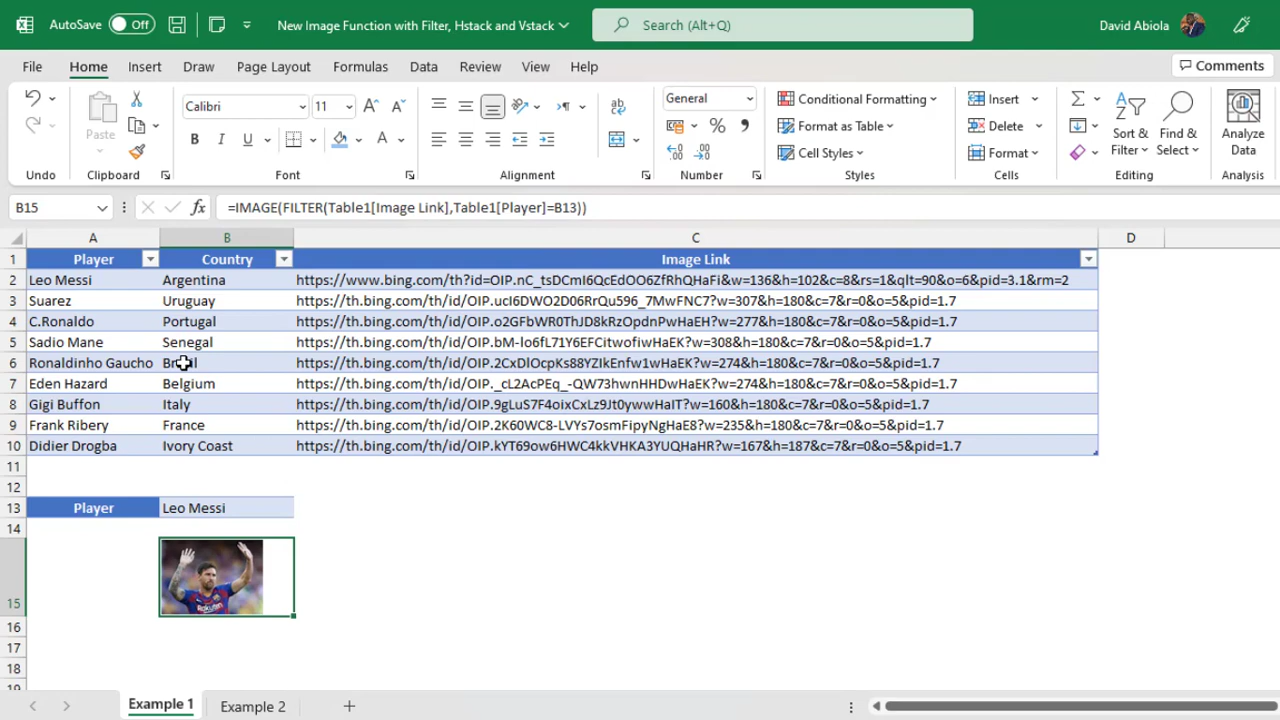 AutoSave Off New Image Function with Filter, Hstack and Vstack Search (Alt+Q) David Abiola
File Home Insert Draw Page Layout Formulas Data Review View Help Comments
Calibri 11 General Conditional Formatting Insert
Paste B I U A % Format as Table Delete Sort & Filter Find & Select Analyze Data
Cell Styles Format
Undo Clipboard Font Alignment Number Styles Cells Editing Analysis
B15 fx =IMAGE(FILTER(Table1[Image Link],Table1[Player]=B13))
A B C D
1 Player Country Image Link
2 Leo Messi Argentina https://www.bing.com/th?id=OIP.nC_tsDCmI6QcEdOO6ZfRhQHaFi&w=136&h=102&c=8&rs=1&qlt=90&o=6&pid=3.1&rm=2
3 Suarez Uruguay https://th.bing.com/th/id/OIP.ucI6DWO2D06RrQu596_7MwFNC7?w=307&h=180&c=7&r=0&o=5&pid=1.7
4 C.Ronaldo Portugal https://th.bing.com/th/id/OIP.o2GFbWR0ThJD8kRzOpdnPwHaEH?w=277&h=180&c=7&r=0&o=5&pid=1.7
5 Sadio Mane Senegal https://th.bing.com/th/id/OIP.bM-Io6fL71Y6EFCitwofiwHaEK?w=308&h=180&c=7&r=0&o=5&pid=1.7
6 Ronaldinho Gaucho Brazil https://th.bing.com/th/id/OIP.2CxDlOcpKs88YZIkEnfw1wHaEK?w=274&h=180&c=7&r=0&o=5&pid=1.7
7 Eden Hazard Belgium https://th.bing.com/th/id/OIP._cL2AcPEq_-QW73hwnHHDwHaEK?w=274&h=180&c=7&r=0&o=5&pid=1.7
8 Gigi Buffon Italy https://th.bing.com/th/id/OIP.9gLuS7F4oixCxLz9Jt0ywwHaIT?w=160&h=180&c=7&r=0&o=5&pid=1.7
9 Frank Ribery France https://th.bing.com/th/id/OIP.2K60WC8-LVYs7osmFipyNgHaE8?w=235&h=180&c=7&r=0&o=5&pid=1.7
10 Didier Drogba Ivory Coast https://th.bing.com/th/id/OIP.kYT69ow6HWC4kkVHKA3YUQHaHR?w=167&h=187&c=7&r=0&o=5&pid=1.7
11
12
13 Player Leo Messi
14
15 Rakuten
16
17
18
19
Example 1 Example 2